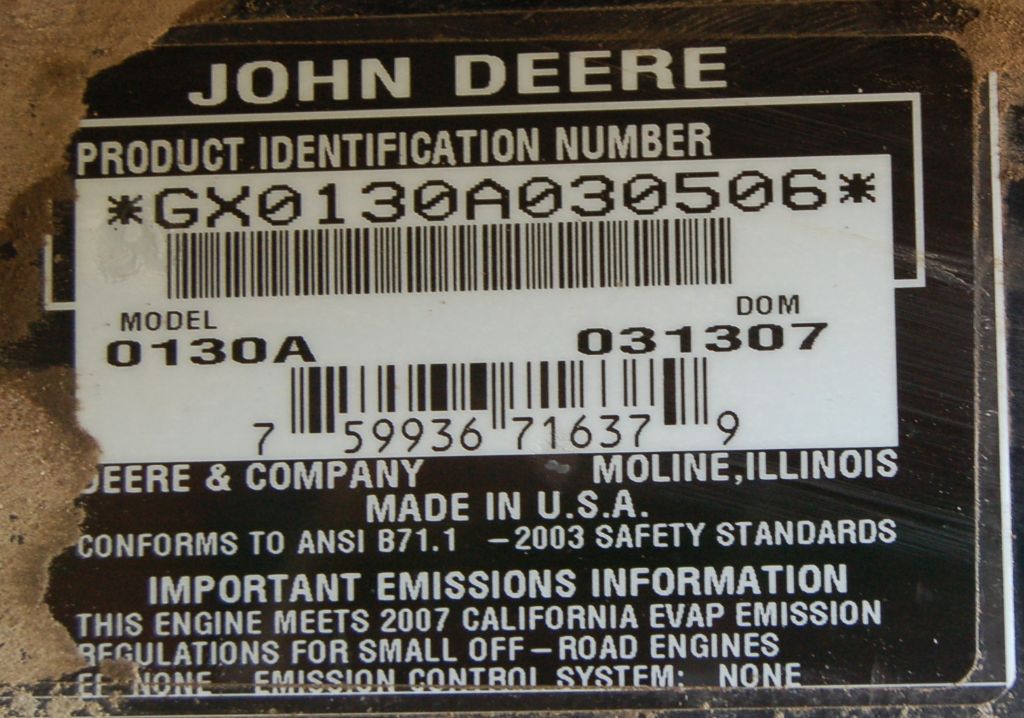 JOHN DEERE
PRODUCT IDENTIFICATION NUMBER
*GX0130A030506*
MODEL DOM
0130A 031307
7 59936 71637 9
DEERE & COMPANY MOLINE, ILLINOIS
MADE IN U.S.A.
CONFORMS TO ANSI B71.1 -2003 SAFETY STANDARDS
IMPORTANT EMISSIONS INFORMATION
THIS ENGINE MEETS 2007 CALIFORNIA EVAP EMISSION
REGULATIONS FOR SMALL OFF-ROAD ENGINES
EF NONE EMISSION CONTROL SYSTEM: NONE